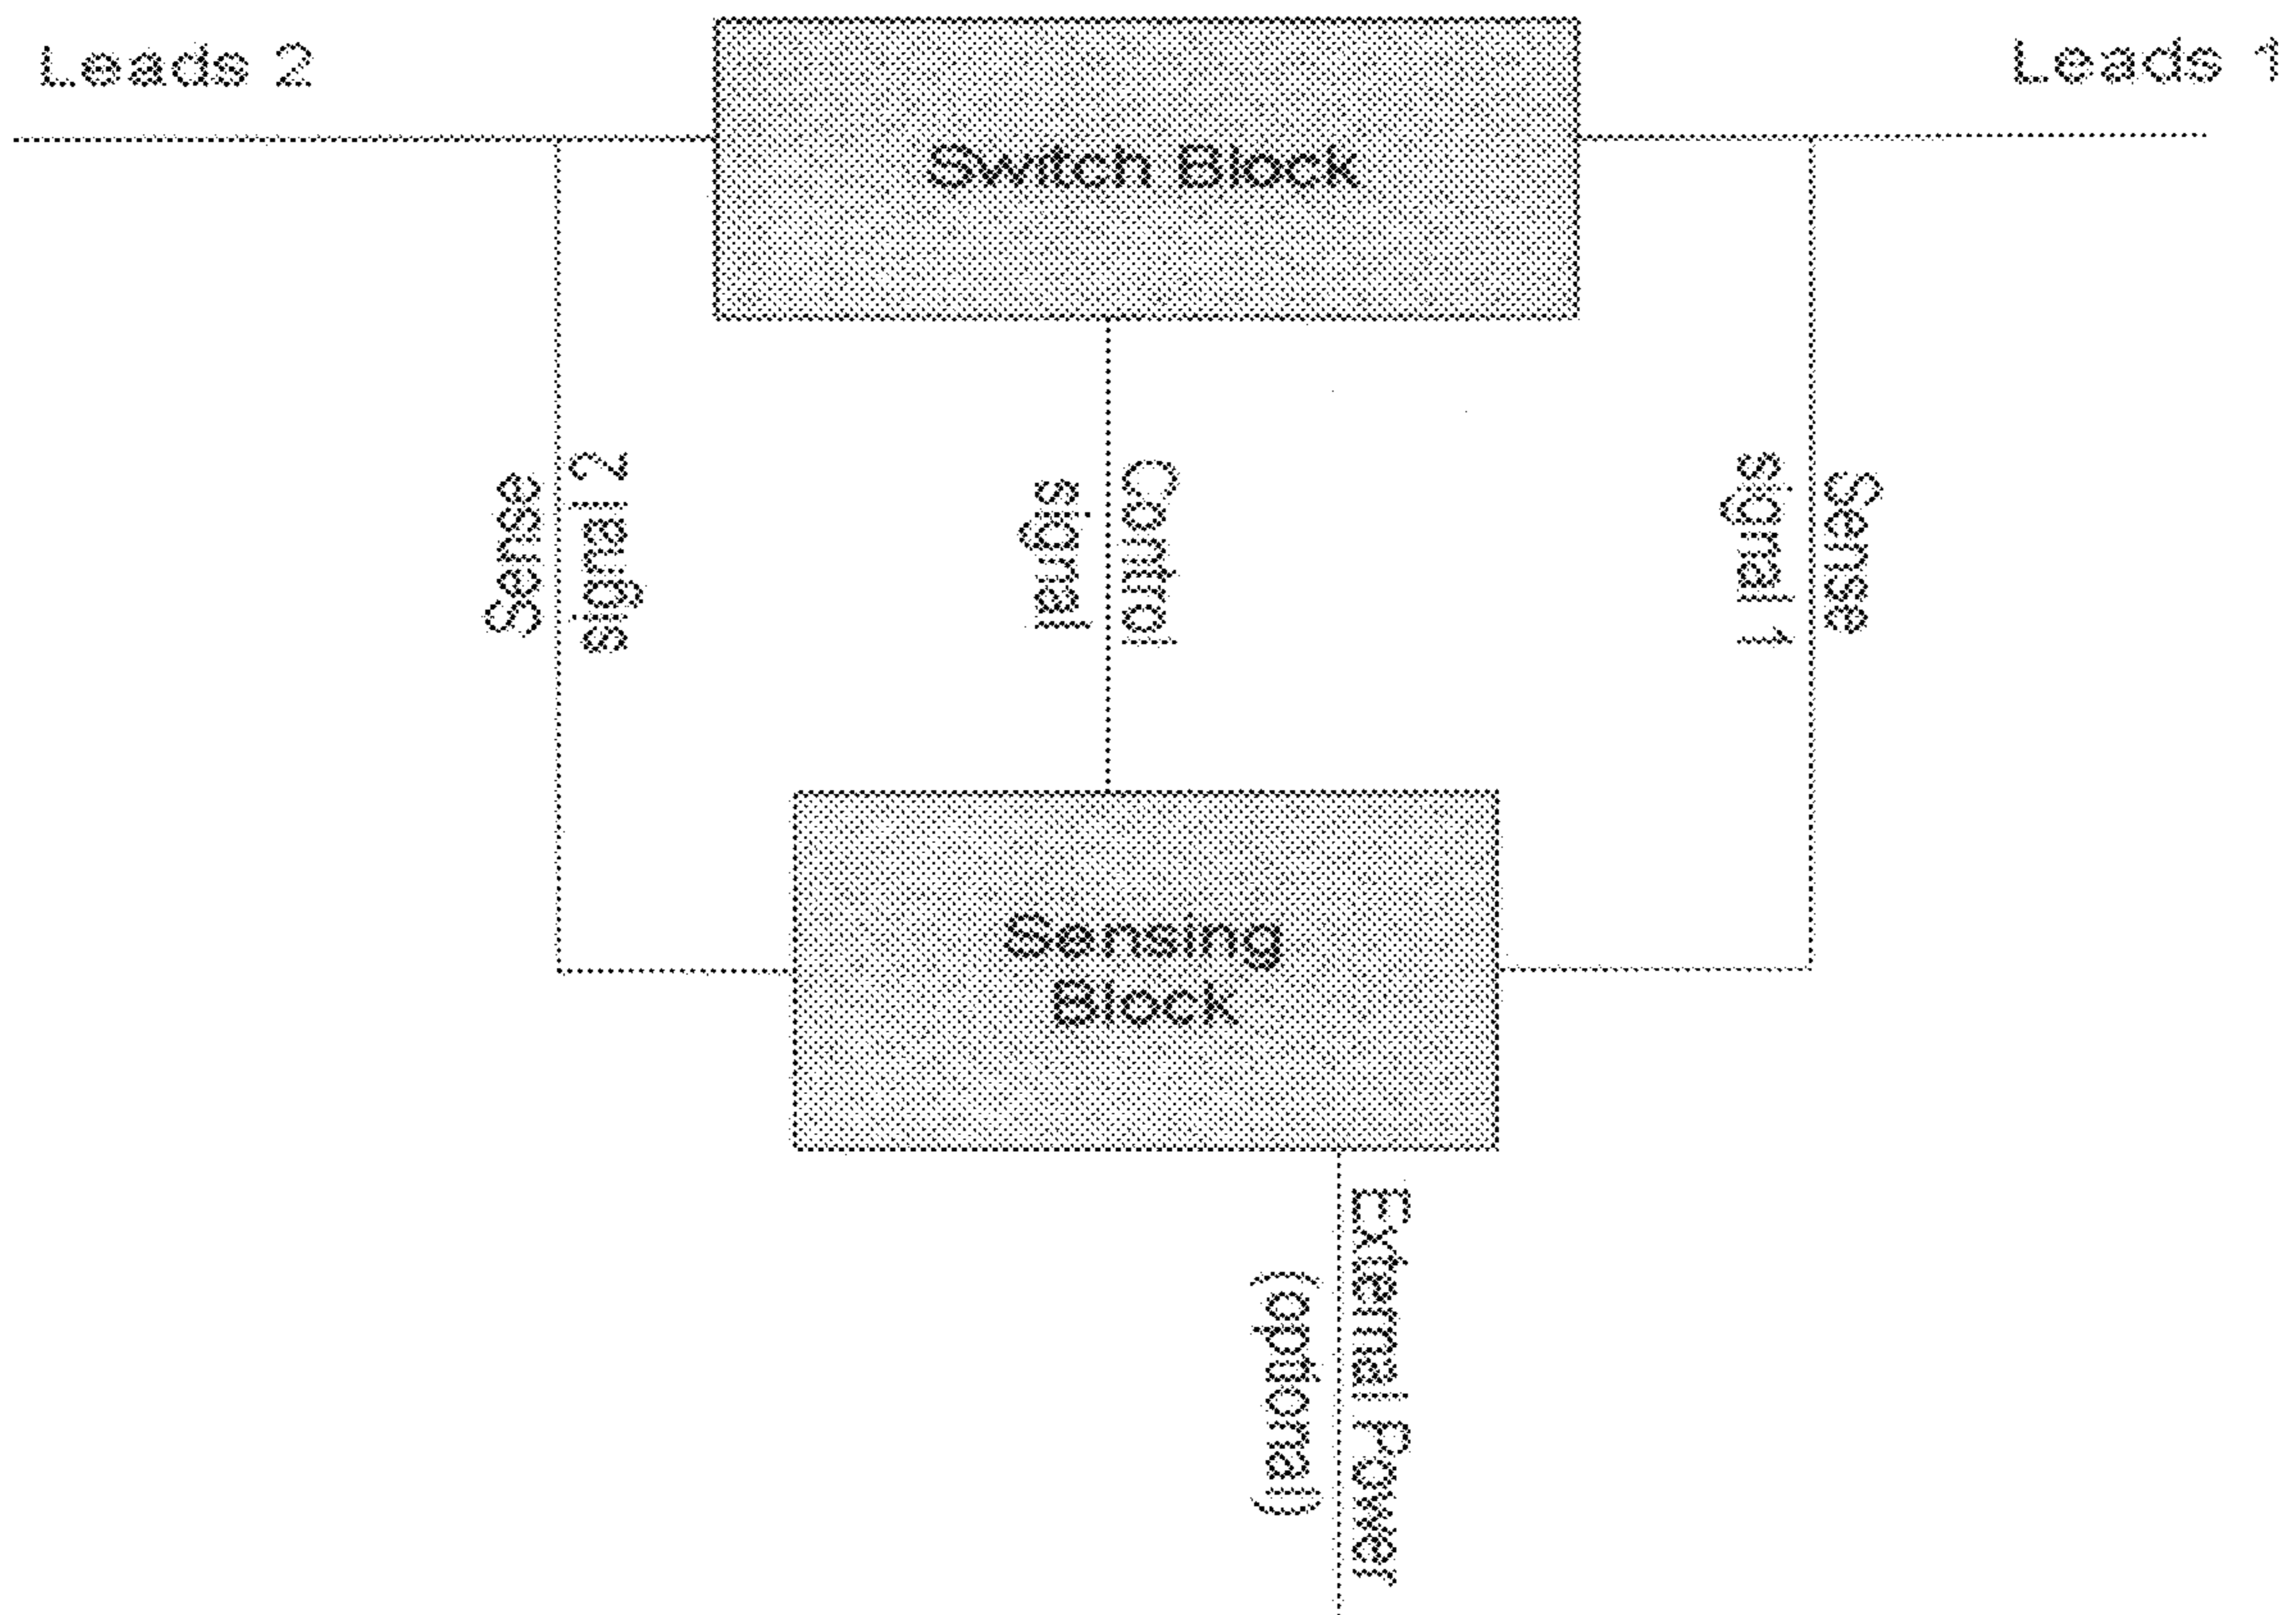 Leads 2
Leads 1
Switch Block
Sense
signal 2
Control
signal
Sense
signal 1
Sensing
Block
External Power
(optional)